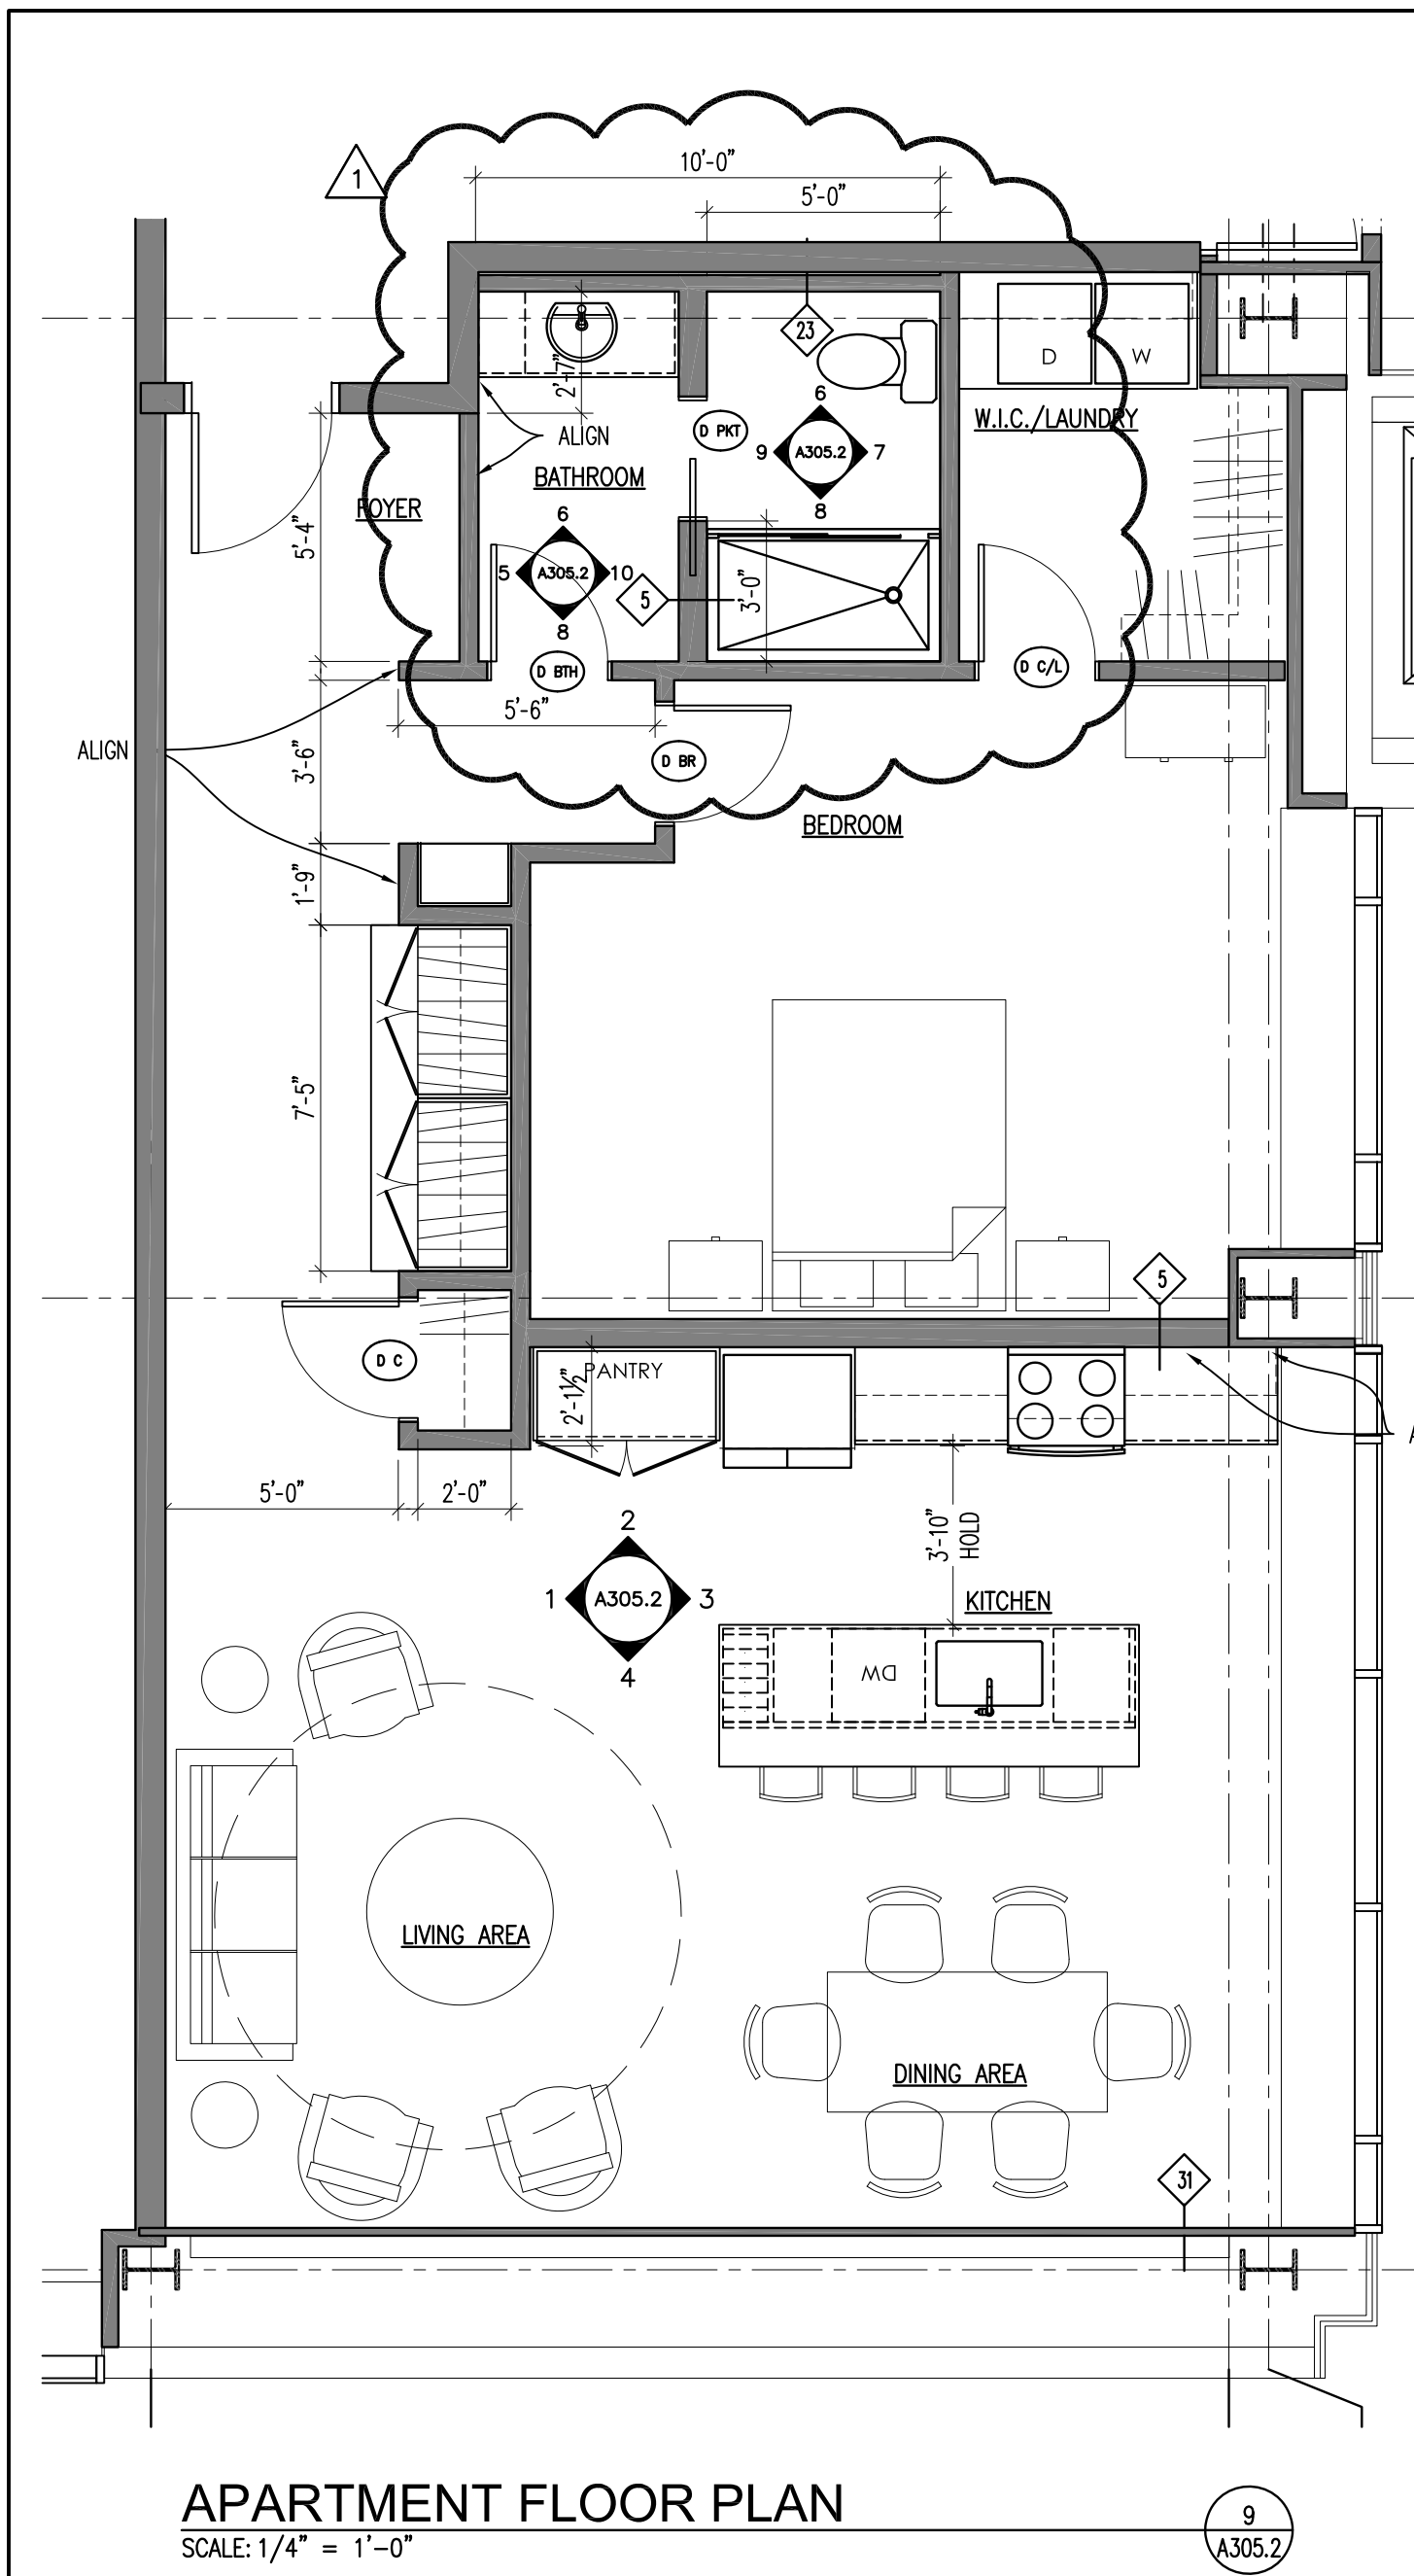 10'-0"
1
5'-0"
23
D W
2'-7"
6
D PKT
W.I.C./LAUNDRY
ALIGN
9 A305.2 7
BATHROOM
8
FOYER
5'-4"
6
5 A305.2 10
8
5
3'-0"
D BTH
D C/L
5'-6"
ALIGN
3'-6"
D BR
BEDROOM
1'-9"
7'-5"
5
D C
PANTRY
2'-1½"
A
5'-0"
2'-0"
3'-10"
HOLD
2
1 A305.2 3
4
KITCHEN
DW
LIVING AREA
DINING AREA
31
APARTMENT FLOOR PLAN
SCALE: 1/4" = 1'-0"
9
A305.2